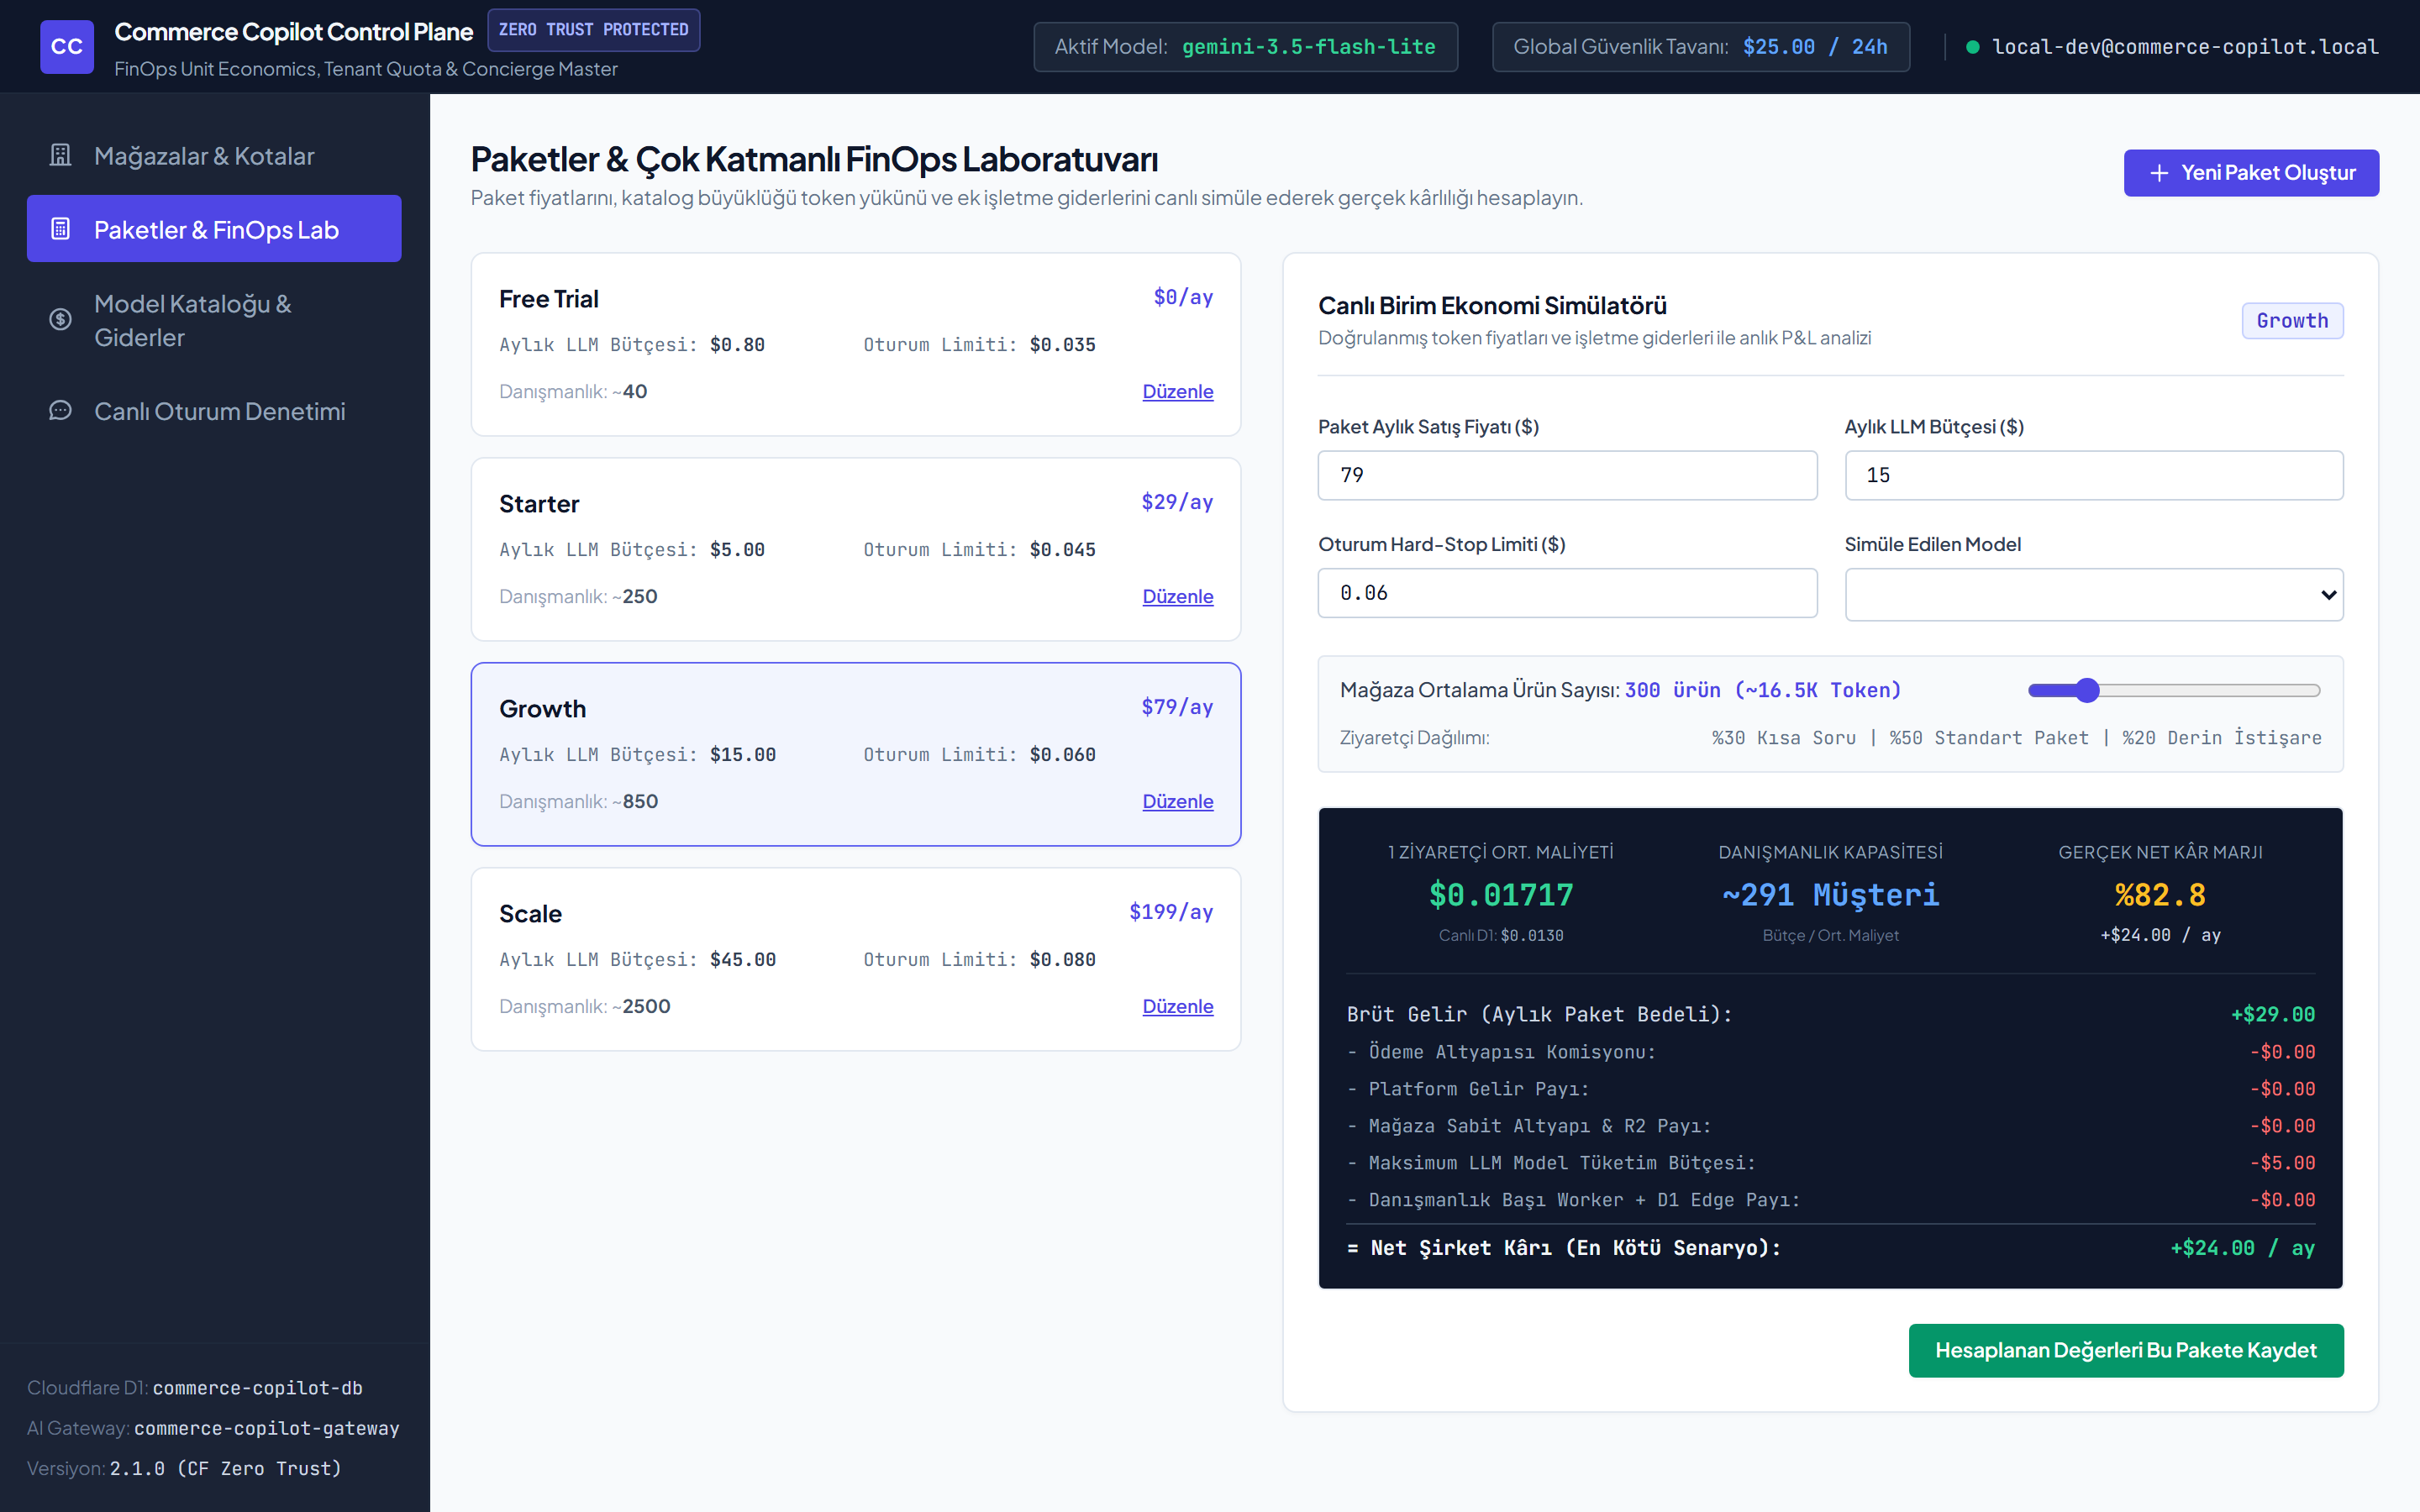 CC
Commerce Copilot Control Plane
ZERO TRUST PROTECTED
FinOps Unit Economics, Tenant Quota & Concierge Master
Aktif Model: gemini-3.5-flash-lite
Global Güvenlik Tavanı: $25.00 / 24h
local-dev@commerce-copilot.local
Mağazalar & Kotalar
Paketler & FinOps Lab
Model Kataloğu &
Giderler
Canlı Oturum Denetimi
Cloudflare D1: commerce-copilot-db
AI Gateway: commerce-copilot-gateway
Versiyon: 2.1.0 (CF Zero Trust)
Paketler & Çok Katmanlı FinOps Laboratuvarı
Paket fiyatlarını, katalog büyüklüğü token yükünü ve ek işletme giderlerini canlı simüle ederek gerçek kârlılığı hesaplayın.
+ Yeni Paket Oluştur
Free Trial
$0/ay
Aylık LLM Bütçesi: $0.80
Oturum Limiti: $0.035
Danışmanlık: ~40
Düzenle
Starter
$29/ay
Aylık LLM Bütçesi: $5.00
Oturum Limiti: $0.045
Danışmanlık: ~250
Düzenle
Growth
$79/ay
Aylık LLM Bütçesi: $15.00
Oturum Limiti: $0.060
Danışmanlık: ~850
Düzenle
Scale
$199/ay
Aylık LLM Bütçesi: $45.00
Oturum Limiti: $0.080
Danışmanlık: ~2500
Düzenle
Canlı Birim Ekonomi Simülatörü
Doğrulanmış token fiyatları ve işletme giderleri ile anlık P&L analizi
Growth
Paket Aylık Satış Fiyatı ($)
79
Aylık LLM Bütçesi ($)
15
Oturum Hard-Stop Limiti ($)
0.06
Simüle Edilen Model
Mağaza Ortalama Ürün Sayısı: 300 ürün (~16.5K Token)
Ziyaretçi Dağılımı:
%30 Kısa Soru | %50 Standart Paket | %20 Derin İstişare
1 ZİYARETÇİ ORT. MALİYETİ
$0.01717
Canlı D1: $0.0130
DANIŞMANLIK KAPASİTESİ
~291 Müşteri
Bütçe / Ort. Maliyet
GERÇEK NET KÂR MARJI
%82.8
+$24.00 / ay
Brüt Gelir (Aylık Paket Bedeli): +$29.00
- Ödeme Altyapısı Komisyonu: -$0.00
- Platform Gelir Payı: -$0.00
- Mağaza Sabit Altyapı & R2 Payı: -$0.00
- Maksimum LLM Model Tüketim Bütçesi: -$5.00
- Danışmanlık Başı Worker + D1 Edge Payı: -$0.00
= Net Şirket Kârı (En Kötü Senaryo): +$24.00 / ay
Hesaplanan Değerleri Bu Pakete Kaydet